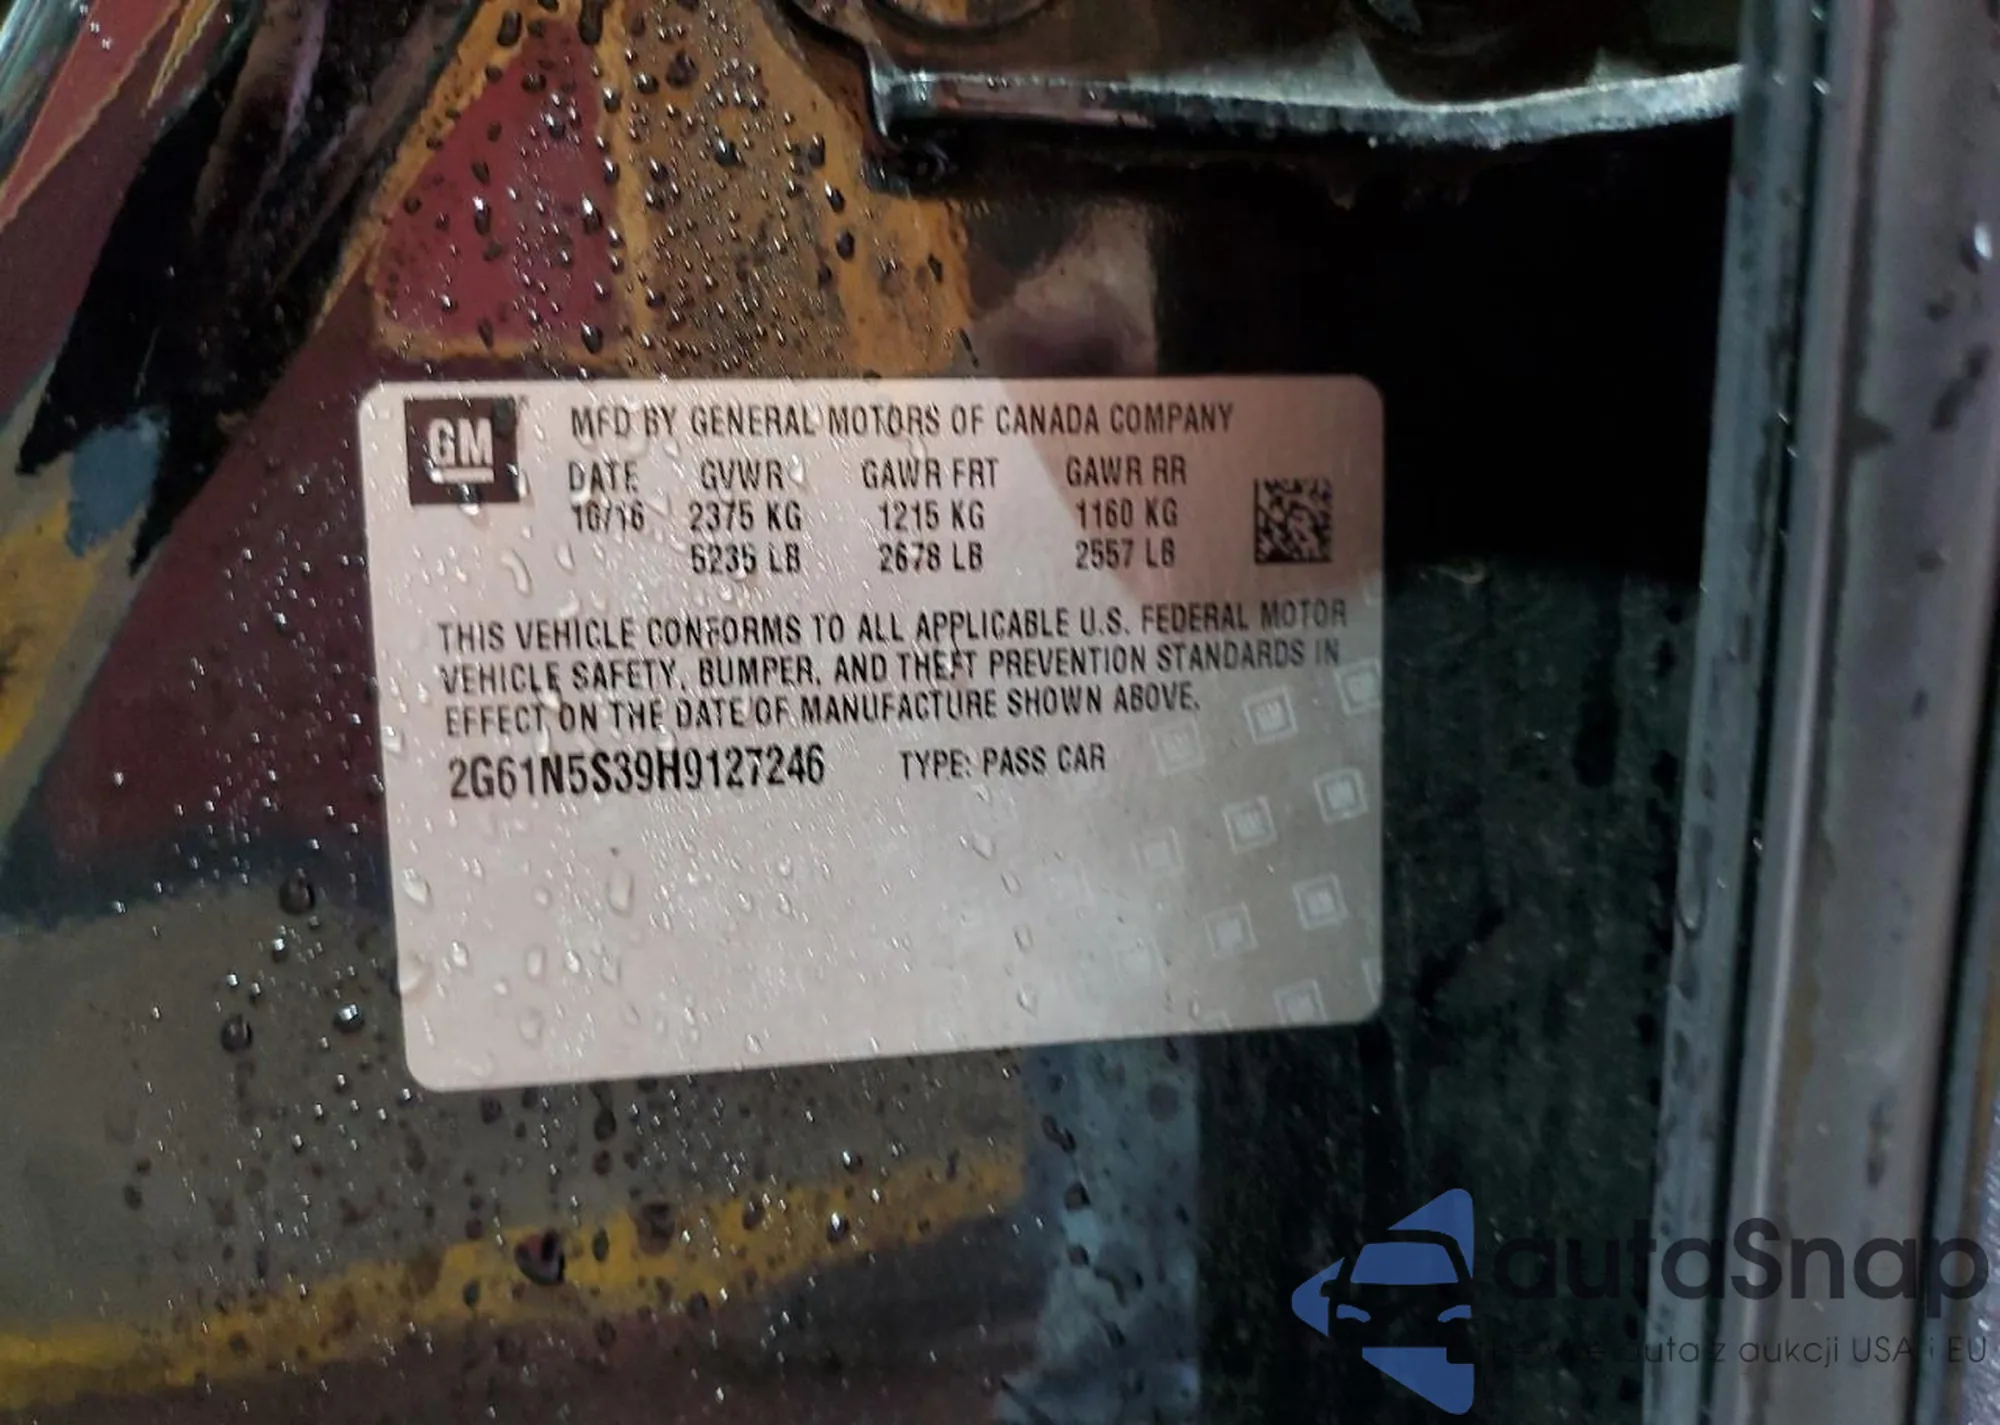 GM
MFD BY GENERAL MOTORS OF CANADA COMPANY
DATE GVWR GAWR FRT GAWR RR
10/16 2375 KG 1215 KG 1160 KG
5235 LB 2678 LB 2557 LB
THIS VEHICLE CONFORMS TO ALL APPLICABLE U.S. FEDERAL MOTOR
VEHICLE SAFETY, BUMPER, AND THEFT PREVENTION STANDARDS IN
EFFECT ON THE DATE OF MANUFACTURE SHOWN ABOVE.
2G61N5S39H9127246 TYPE: PASS CAR
autaSnap
auta z aukcji USA i EU